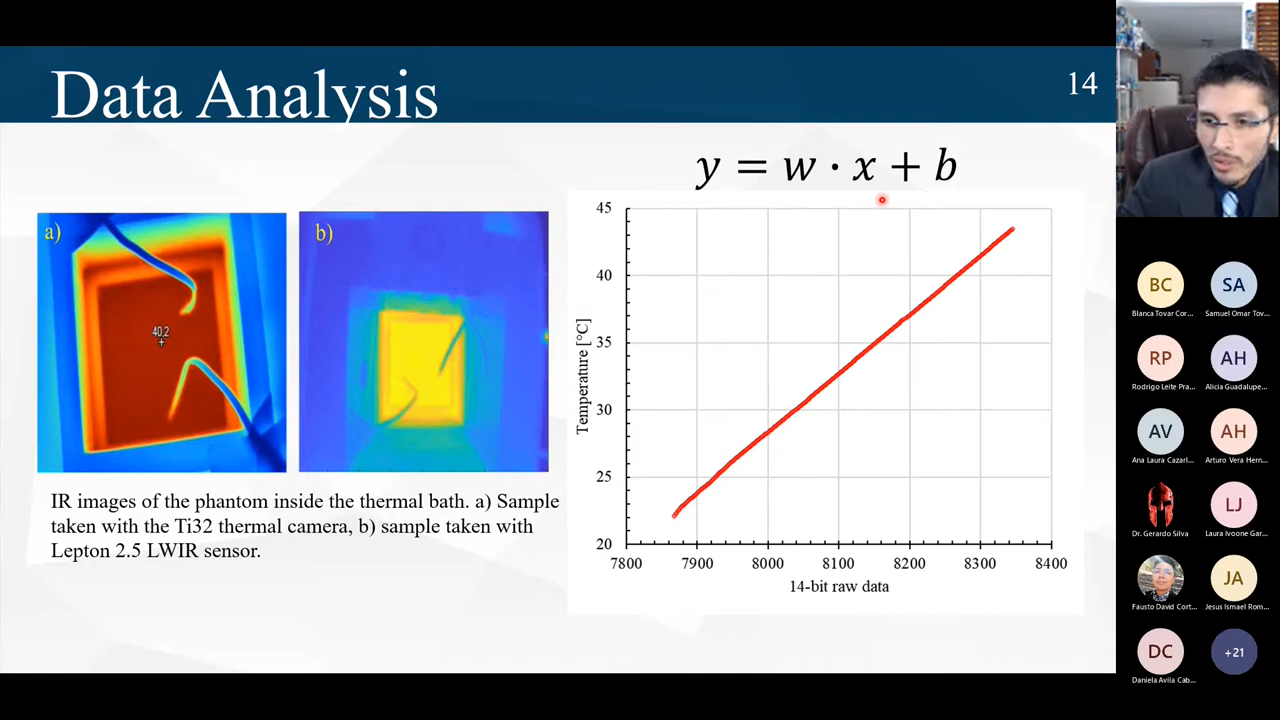 Data Analysis
14
y = w · x + b
a)
40,2
b)
IR images of the phantom inside the thermal bath. a) Sample
taken with the Ti32 thermal camera, b) sample taken with
Lepton 2.5 LWIR sensor.
Temperature [°C]
45
40
35
30
25
20
7800 7900 8000 8100 8200 8300 8400
14-bit raw data
BC SA
Blanca Tovar Cor... Samuel Omar Tov...
RP AH
Rodrigo Leite Pra... Alicia Guadalupe...
AV AH
Ana Laura Cazarl... Arturo Vera Hern...
LJ
Dr. Gerardo Silva Laura Ivoone Gar...
JA
Fausto David Cort... Jesus Ismael Rom...
DC +21
Daniela Avila Cab...